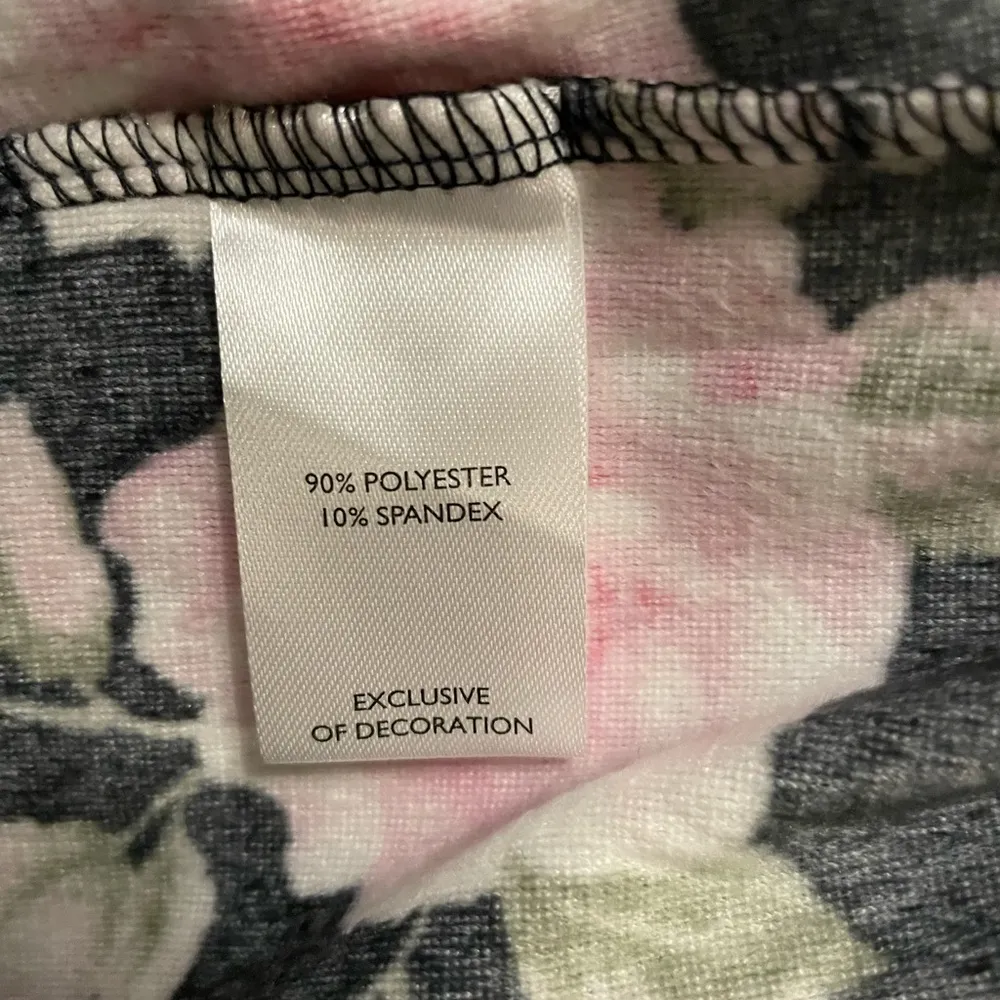 90% POLYESTER
10% SPANDEX
EXCLUSIVE
OF DECORATION